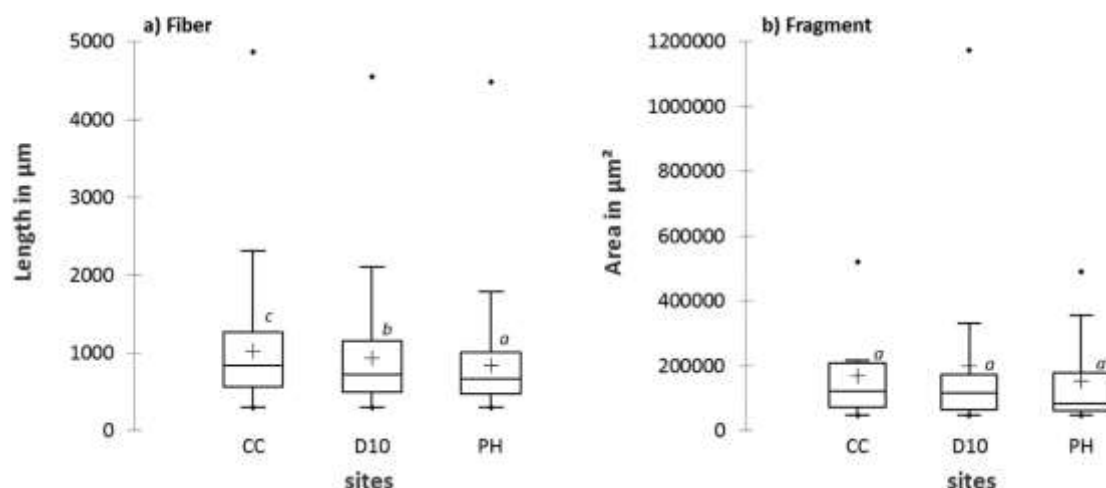 a) Fiber
5000
4000
3000
2000
1000
0
Length in µm
c
b
a
CC D10 PH
sites
b) Fragment
1200000
1000000
800000
600000
400000
200000
0
Area in µm²
a
a
a
CC D10 PH
sites